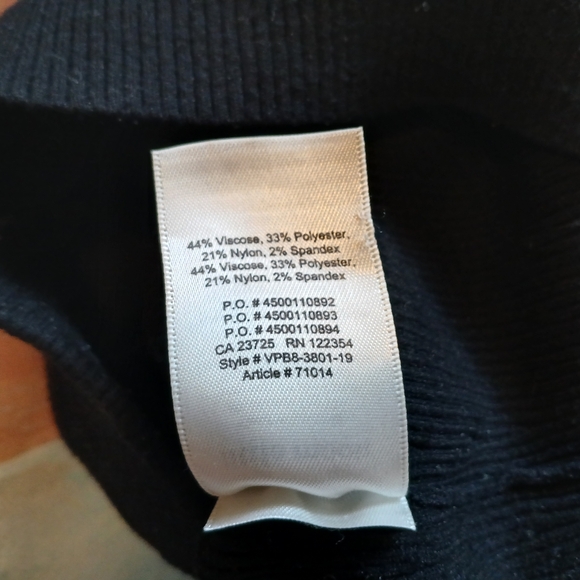 44% Viscose, 33% Polyester,
21% Nylon, 2% Spandex
44% Viscose, 33% Polyester,
21% Nylon, 2% Spandex
P.O. # 4500110892
P.O. # 4500110893
P.O. # 4500110894
CA 23725 RN 122354
Style # VPB8-3801-19
Article # 71014